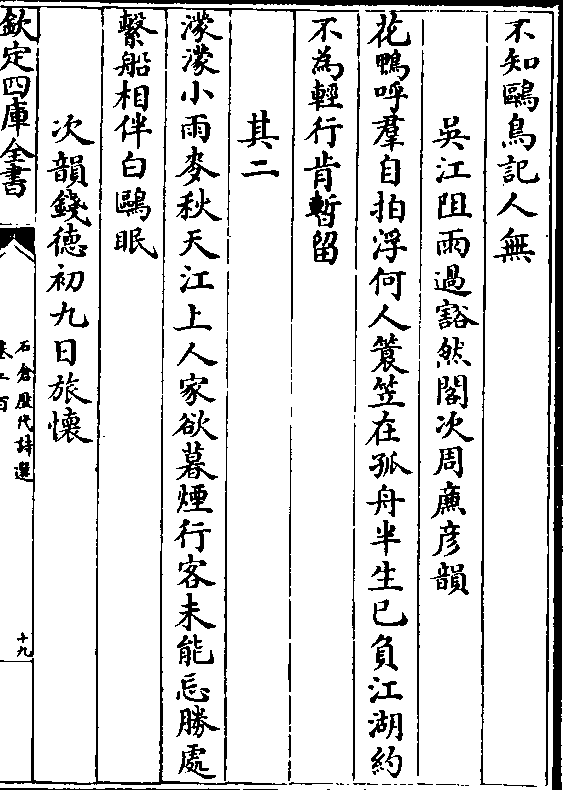 不知鷗鳥記人無
吳江阻雨過豁然閣次周廉彦韻
花鴨呼羣自拍浮何人簑笠在孤舟半生已負江湖約
不為輕行肯暫留
其二
濛濛小雨麥秋天江上人家欲暮煙行客未能忘勝處
繫船相伴白鷗眠
次韻錢德初九日旅懷
欽定四庫全書
石倉歷代詩選
十九